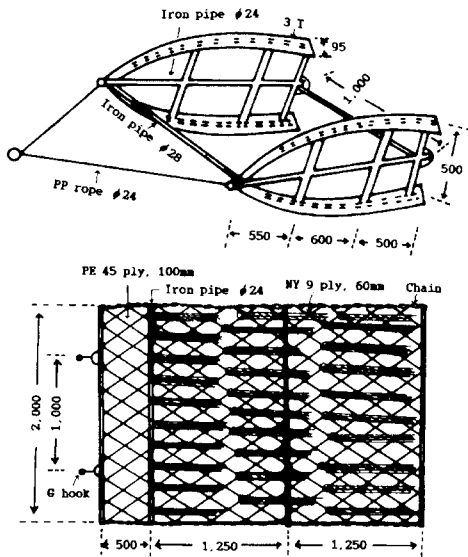 Iron pipe ø24
3 T
95
1,000
Iron pipe ø28
500
PP rope ø24
550
600
500
PE 45 ply, 100mm
Iron pipe ø24
NY 9 ply, 60mm
Chain
2,000
1,000
G hook
500
1,250
1,250